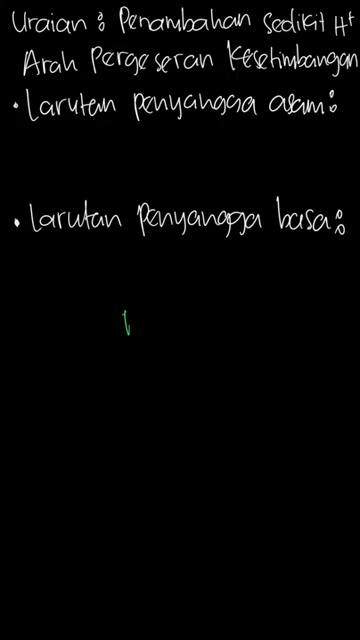 Uraian : Penambahan Sedikit H⁺
Arah Pergeseran Kesetimbangan
• Larutan penyangga asam :
• Larutan penyangga basa :